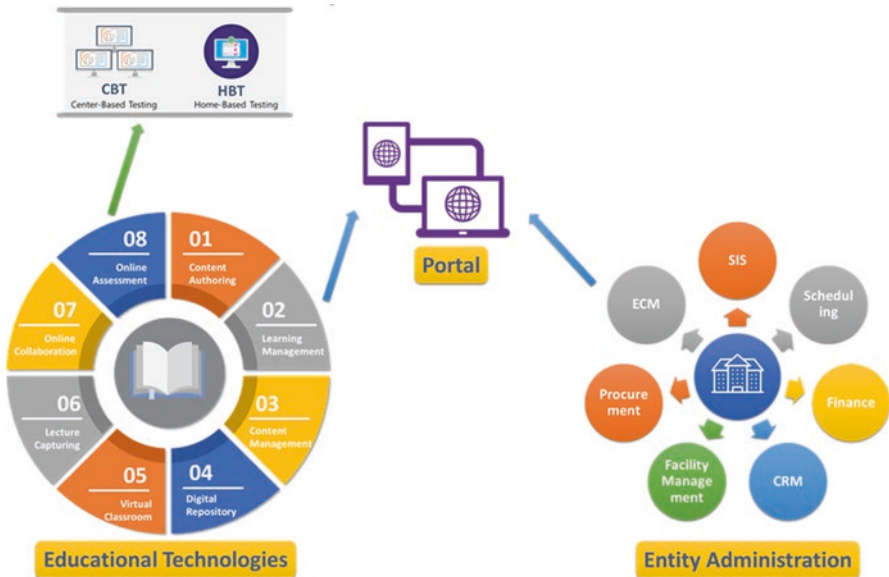 CBT
Center-Based Testing
HBT
Home-Based Testing
Portal
01
Content
Authoring
02
Learning
Management
03
Content
Management
04
Digital
Repository
05
Virtual
Classroom
06
Lecture
Capturing
07
Online
Collaboration
08
Online
Assessment
Educational Technologies
SIS
Schedul
ing
Finance
CRM
Facility
Manage
ment
Procure
ment
ECM
Entity Administration